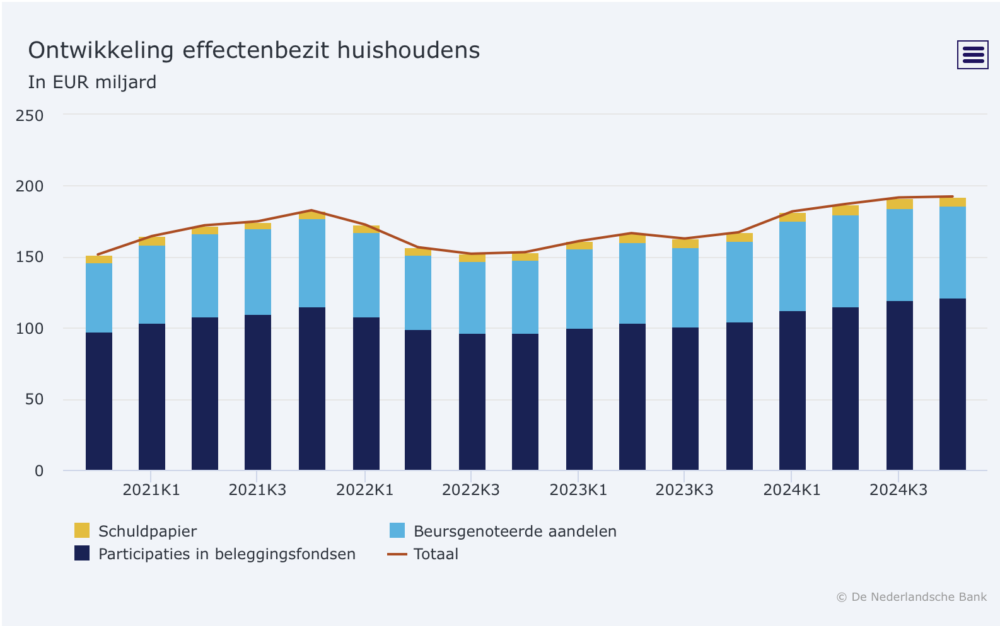 Ontwikkeling effectenbezit huishoudens
In EUR miljard
250
200
150
100
50
0
2021K1 2021K3 2022K1 2022K3 2023K1 2023K3 2024K1 2024K3
Schuldpapier Beursgenoteerde aandelen
Participaties in beleggingsfondsen Totaal
© De Nederlandsche Bank